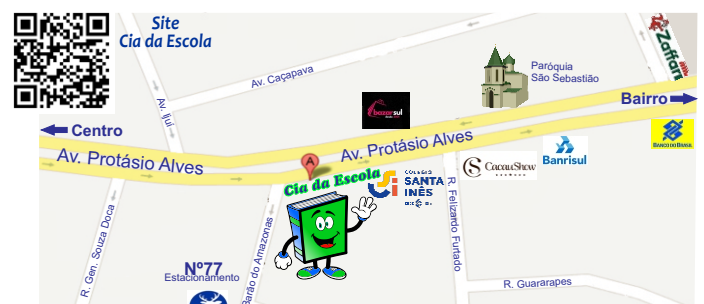 Site
Cia da Escola
Zaffari
Av. Caçapava
Paróquia
São Sebastião
Av. Ijuí
bazarsul
Bairro
Centro
Av. Protásio Alves
Av. Protásio Alves
BANCO DO BRASIL
Banrisul
A
Cacau Show
Cia da Escola
COLÉGIO
SANTA
INÊS
R. Felizardo Furtado
R. Gen. Souza Doca
Barão do Amazonas
Nº77
Estacionamento
R. Guararapes